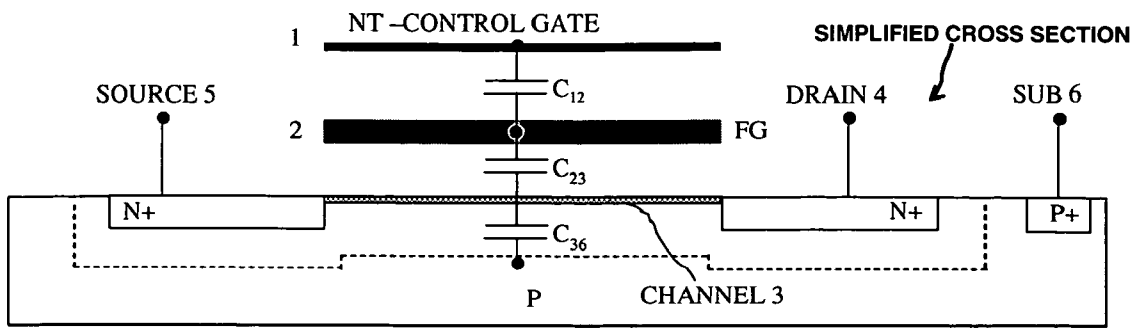 NT –CONTROL GATE
1
SIMPLIFIED CROSS SECTION
C12
SOURCE 5
DRAIN 4
SUB 6
2
FG
C23
N+
N+
P+
C36
P
CHANNEL 3